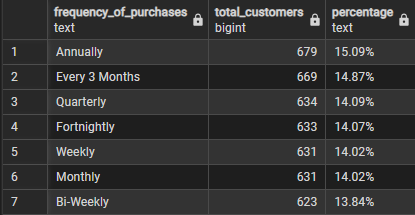 frequency_of_purchases total_customers percentage
text bigint text
1 Annually 679 15.09%
2 Every 3 Months 669 14.87%
3 Quarterly 634 14.09%
4 Fortnightly 633 14.07%
5 Weekly 631 14.02%
6 Monthly 631 14.02%
7 Bi-Weekly 623 13.84%